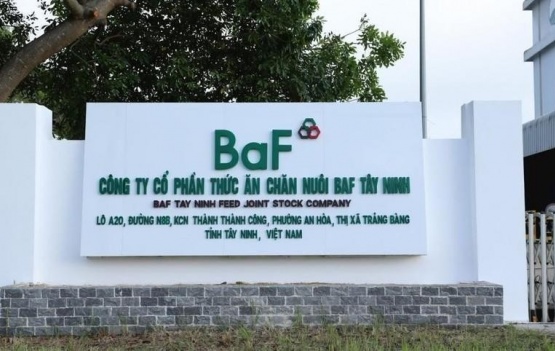 BaF
CÔNG TY CỔ PHẦN THỨC ĂN CHĂN NUÔI BAF TÂY NINH
BAF TAY NINH FEED JOINT STOCK COMPANY
LÔ A20, ĐƯỜNG N8B, KCN THÀNH THÀNH CÔNG, PHƯỜNG AN HÒA, THỊ XÃ TRẢNG BÀNG
TỈNH TÂY NINH, VIỆT NAM